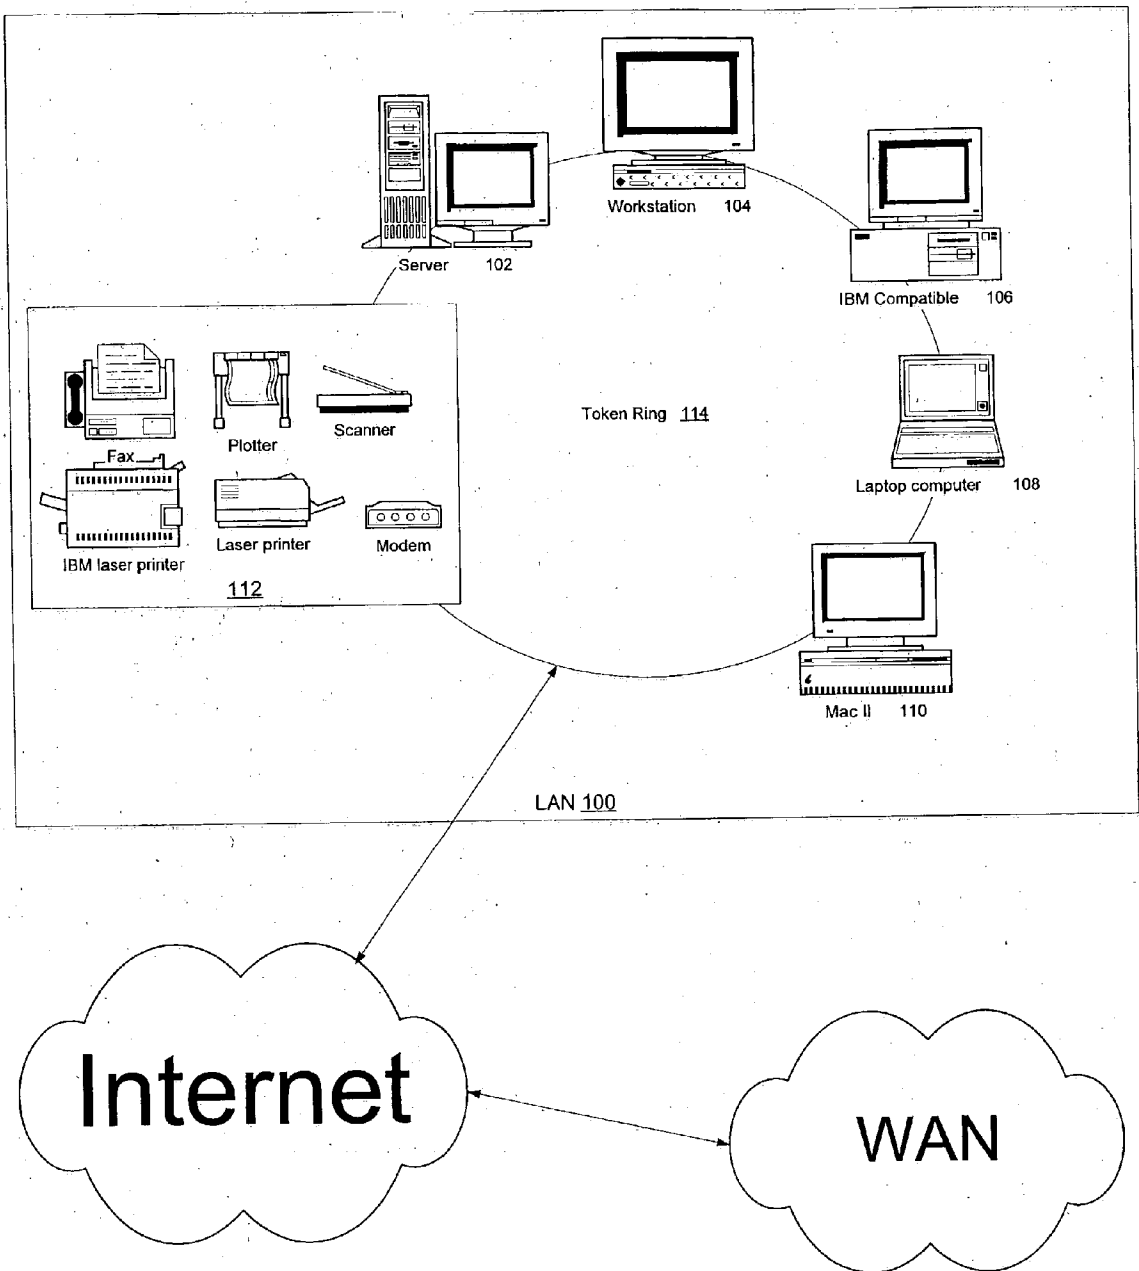 Workstation 104
Server 102
IBM Compatible 106
Token Ring 114
Plotter
Scanner
Fax
Laptop computer 108
Laser printer
Modem
IBM laser printer
112
Mac II 110
LAN 100
Internet
WAN